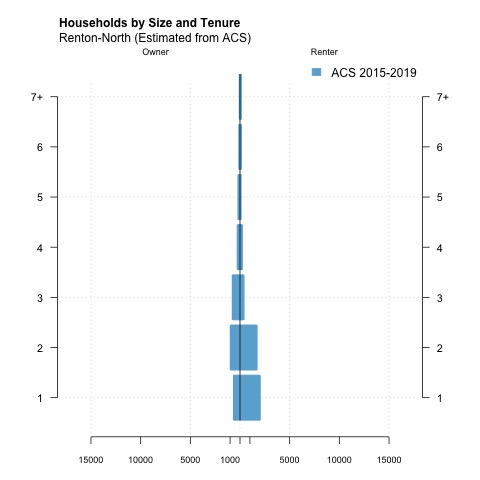 Households by Size and Tenure
Renton-North (Estimated from ACS)
Owner Renter
ACS 2015-2019
7+ 7+
6 6
5 5
4 4
3 3
2 2
1 1
15000 10000 5000 1000 5000 10000 15000